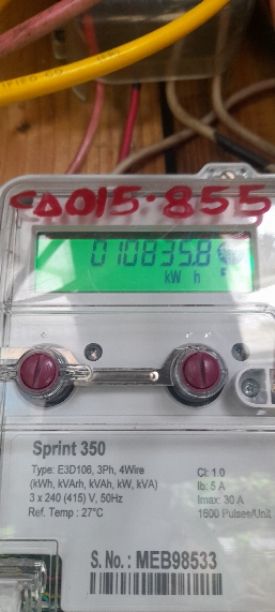 CD015.855
010835.8
kW h
Sprint 350
Type: E3D106, 3Ph, 4Wire
(kWh, kVArh, kVAh, kW, kVA)
3 x 240 (415) V, 50Hz
Ref. Temp : 27°C
Cl: 1.0
Ib: 5 A
Imax: 30 A
1600 Pulses/Unit
S. No. : MEB98533